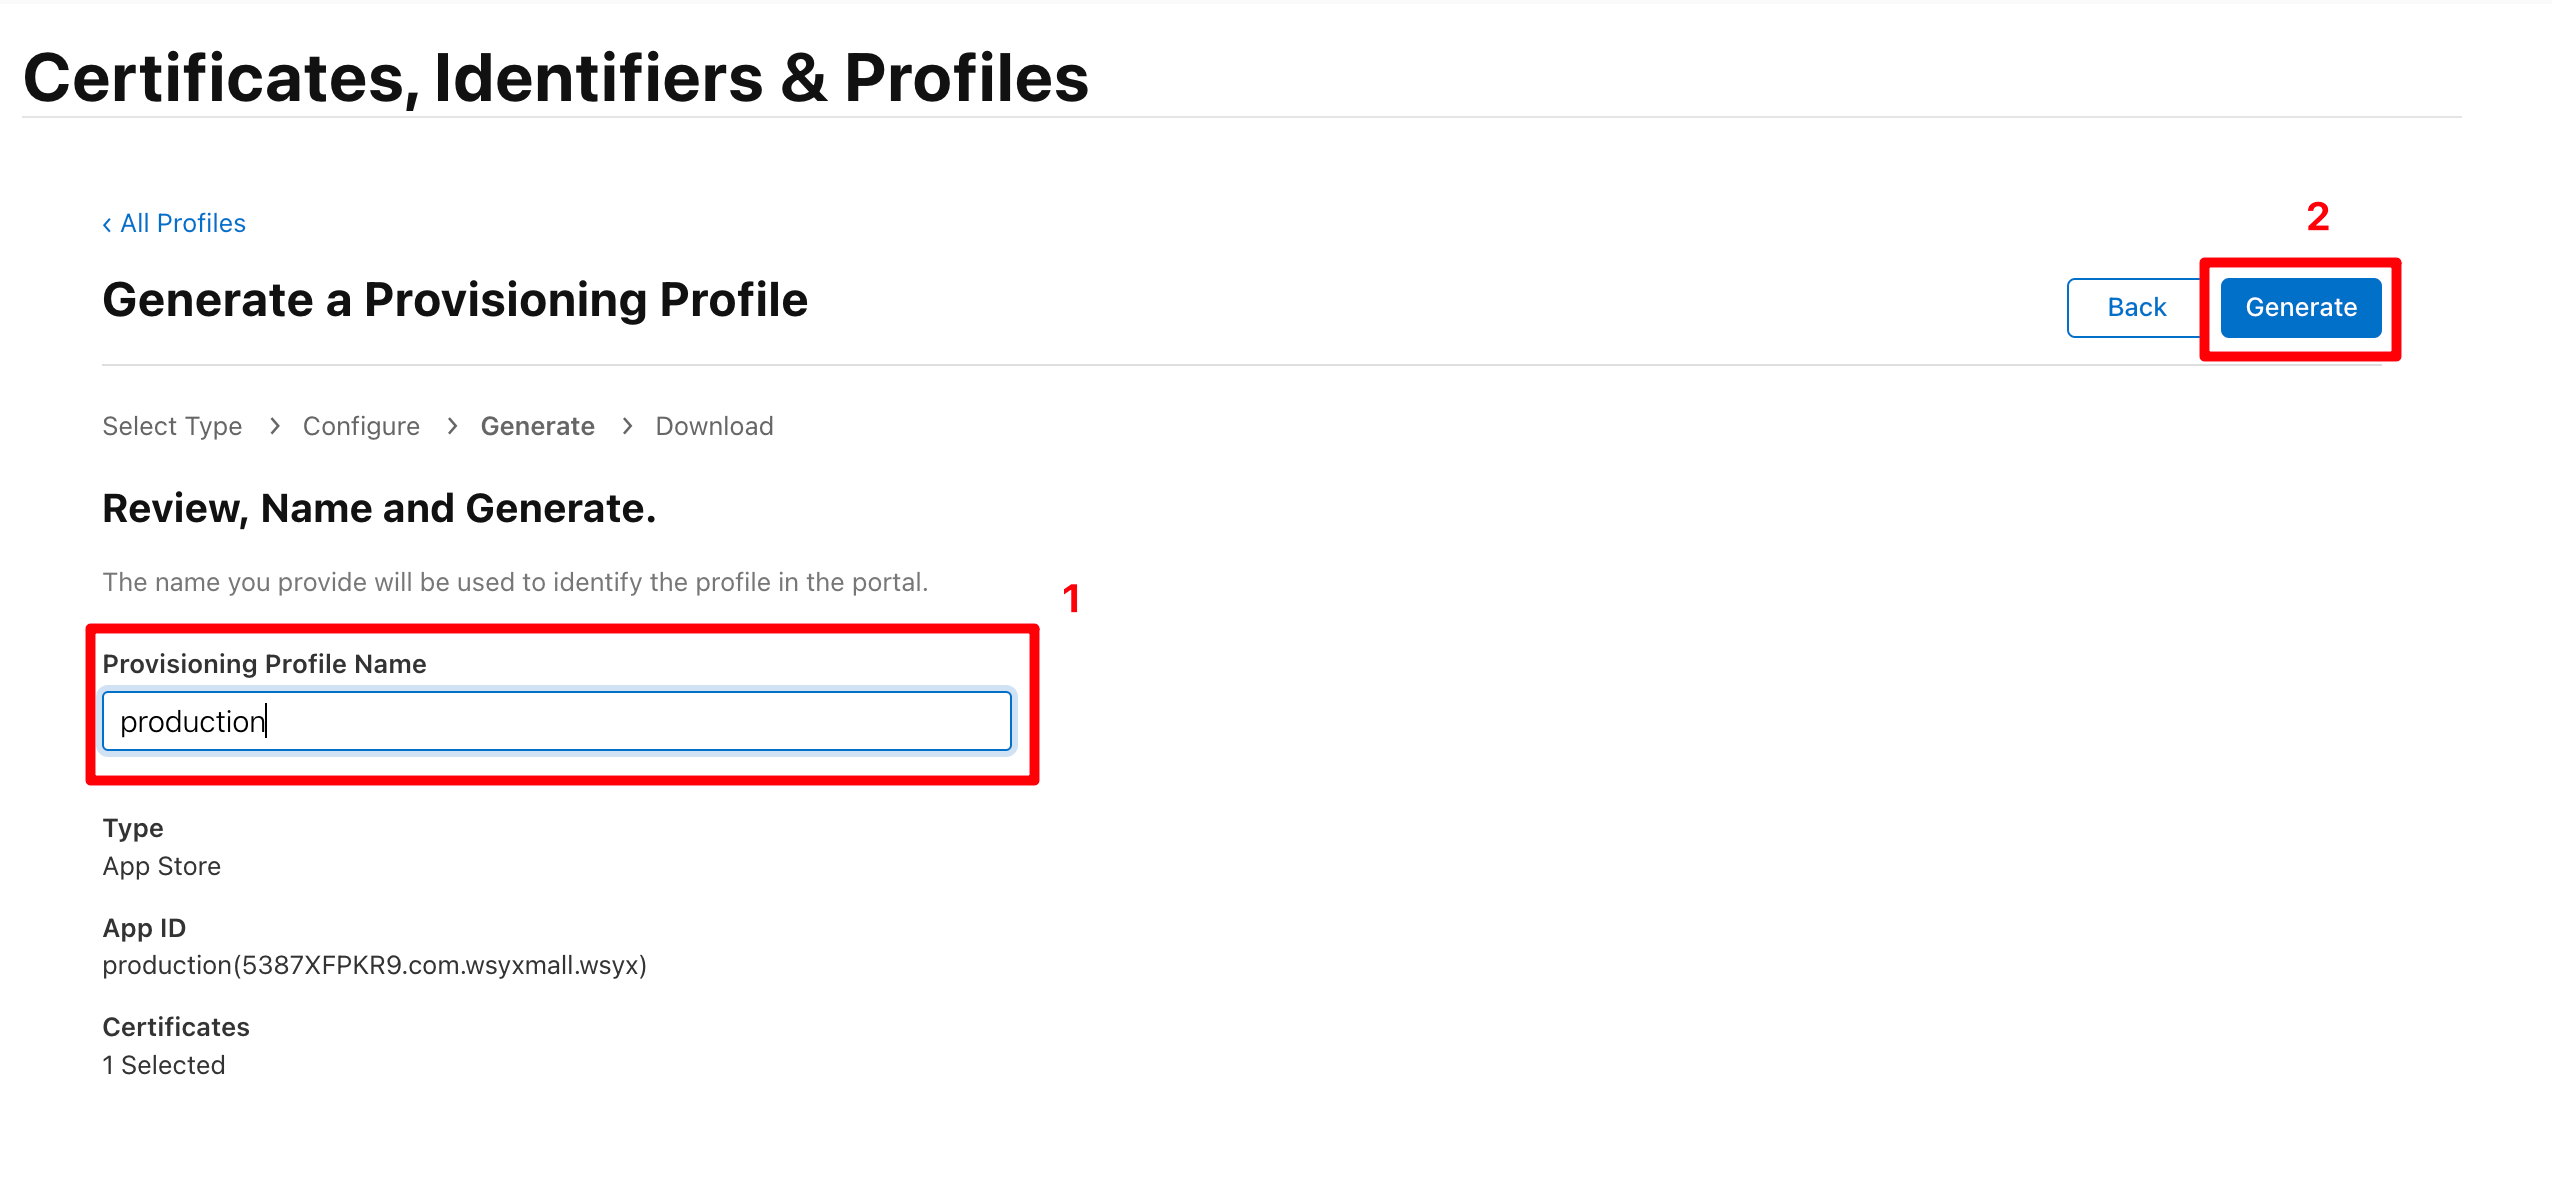 Certificates, Identifiers & Profiles
‹ All Profiles
2
Generate a Provisioning Profile
Back
Generate
Select Type > Configure > Generate > Download
Review, Name and Generate.
The name you provide will be used to identify the profile in the portal.
1
Provisioning Profile Name
production
Type
App Store
App ID
production(5387XFPKR9.com.wsyxmall.wsyx)
Certificates
1 Selected